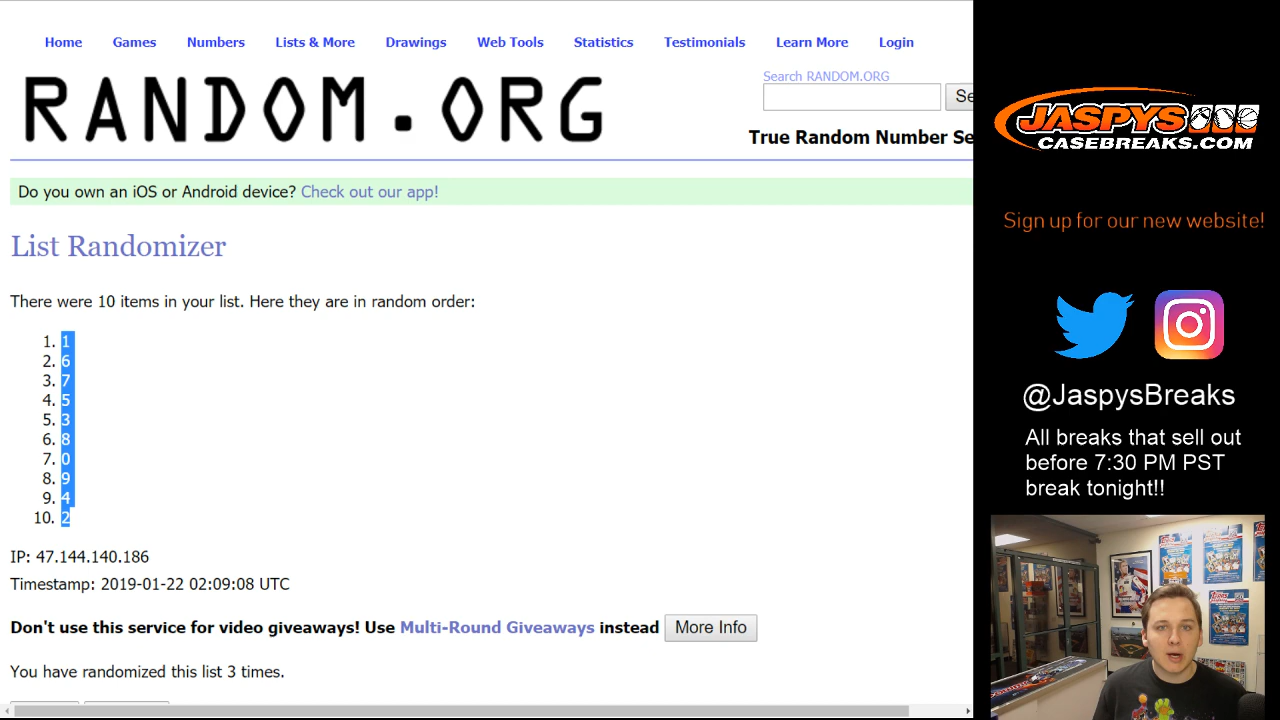 Home Games Numbers Lists & More Drawings Web Tools Statistics Testimonials Learn More Login
RANDOM.ORG
Search RANDOM.ORG
Se
True Random Number Se
Do you own an iOS or Android device? Check out our app!
List Randomizer
There were 10 items in your list. Here they are in random order:
1. 1
2. 6
3. 7
4. 5
5. 3
6. 8
7. 0
8. 9
9. 4
10. 2
IP: 47.144.140.186
Timestamp: 2019-01-22 02:09:08 UTC
Don't use this service for video giveaways! Use Multi-Round Giveaways instead More Info
You have randomized this list 3 times.
JASPYS
CASEBREAKS.COM
Sign up for our new website!
@JaspysBreaks
All breaks that sell out
before 7:30 PM PST
break tonight!!